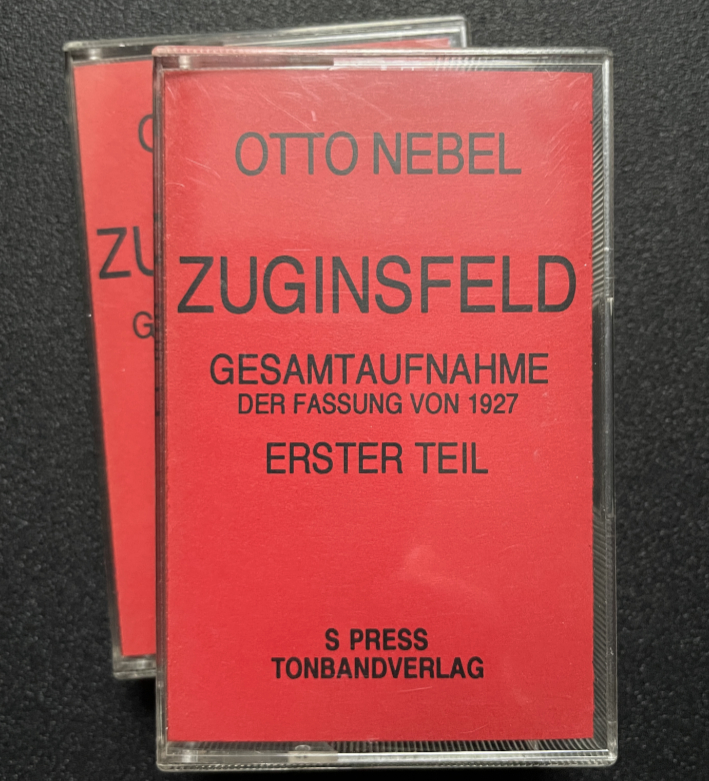 OTTO NEBEL
ZUGINSFELD
GESAMTAUFNAHME
DER FASSUNG VON 1927
ERSTER TEIL
S PRESS
TONBANDVERLAG